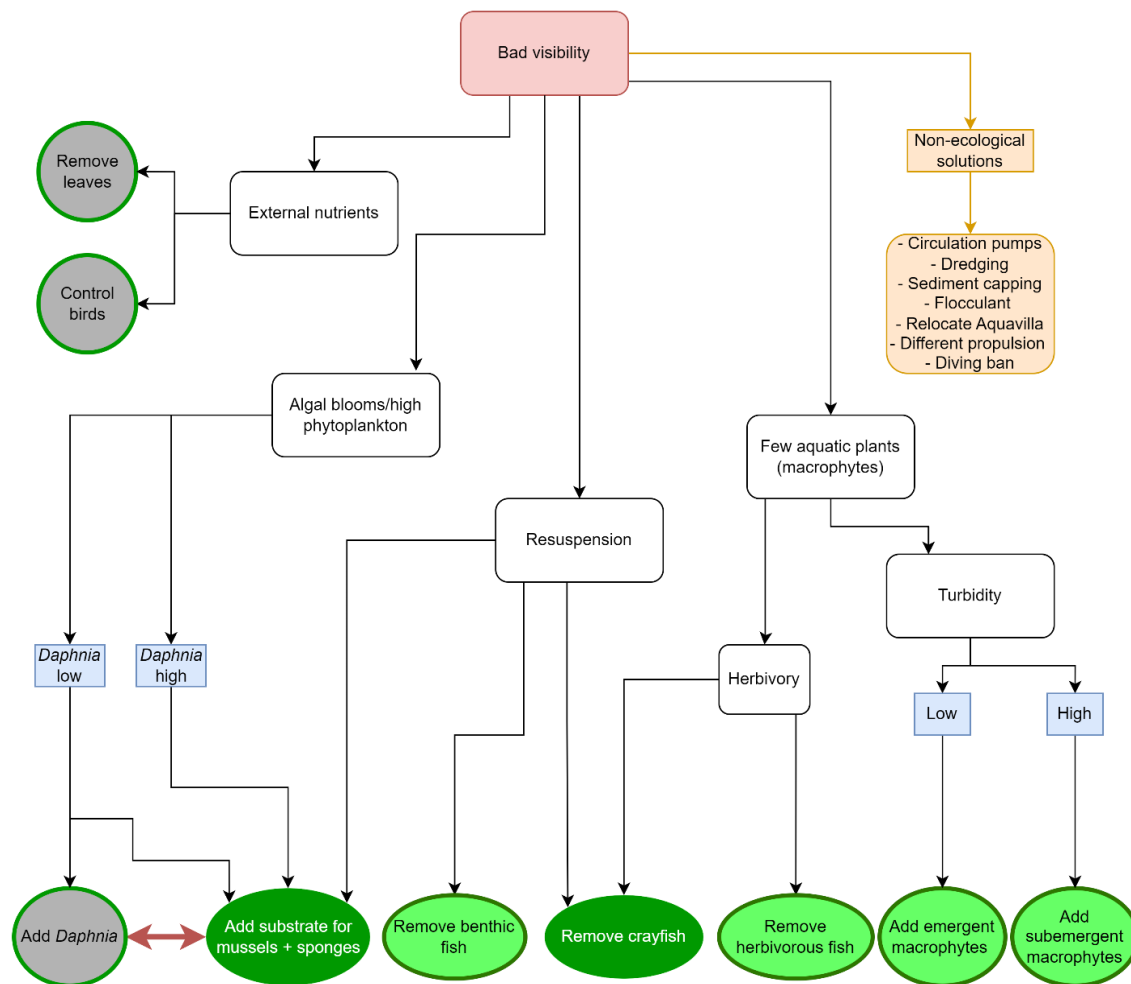 Bad visibility
Non-ecological
solutions
Remove
leaves
External nutrients
- Circulation pumps
- Dredging
- Sediment capping
- Flocculant
- Relocate Aquavilla
- Different propulsion
- Diving ban
Control
birds
Algal blooms/high
phytoplankton
Few aquatic plants
(macrophytes)
Resuspension
Turbidity
Daphnia
low
Daphnia
high
Herbivory
Low
High
Add Daphnia
Add substrate for
mussels + sponges
Remove benthic
fish
Remove crayfish
Remove
herbivorous fish
Add emergent
macrophytes
Add
subemergent
macrophytes